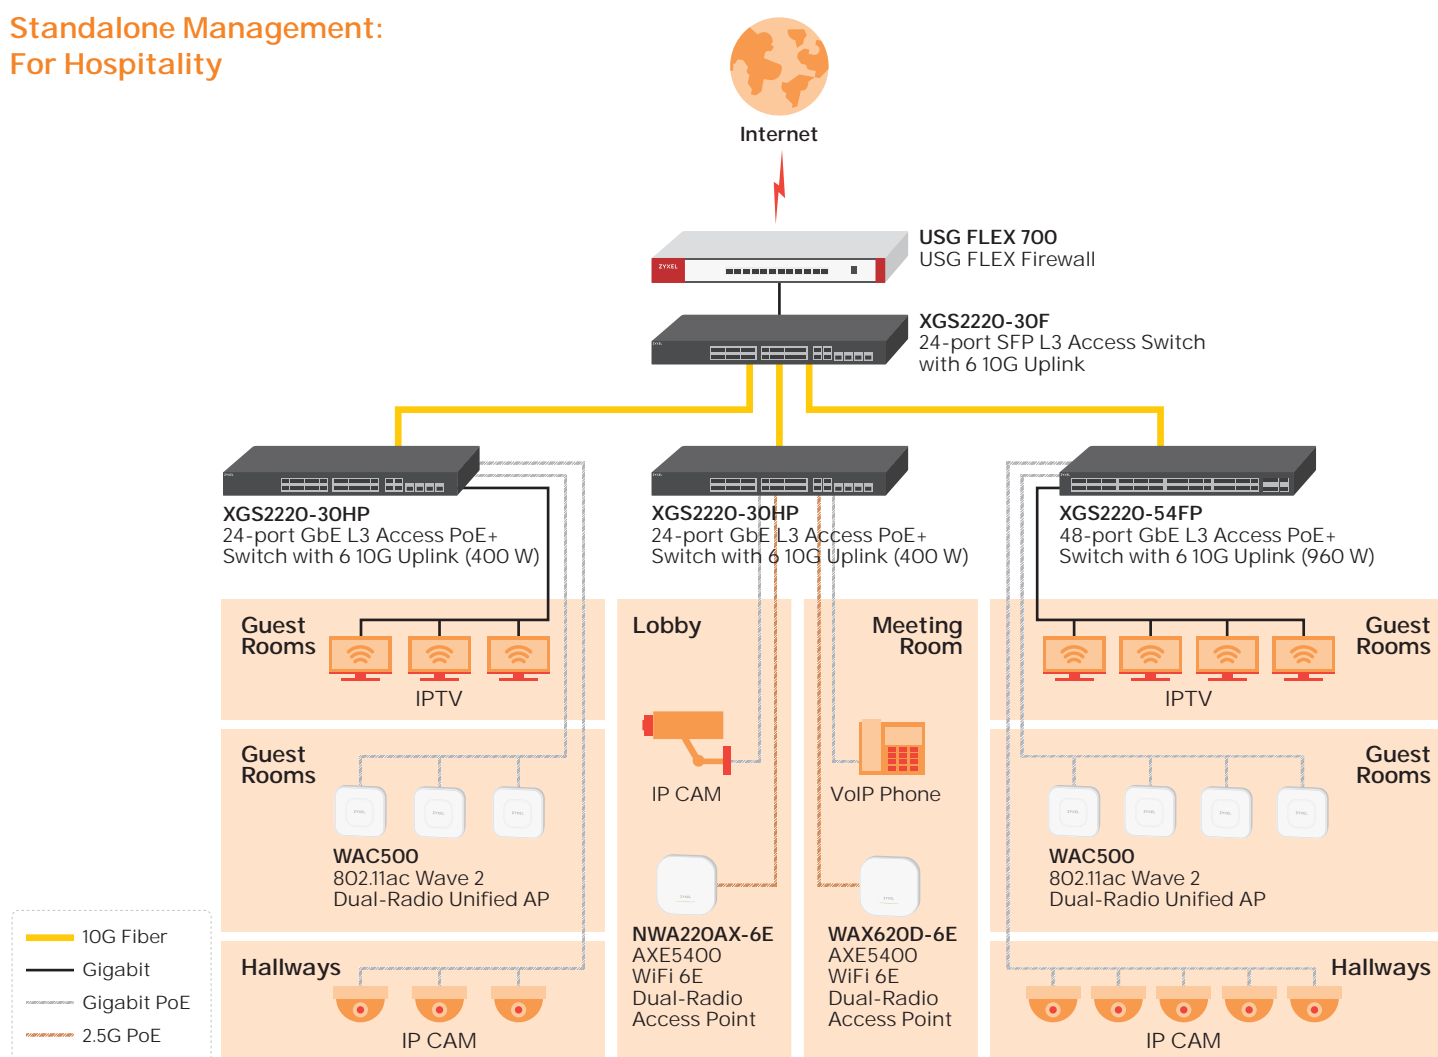 Standalone Management:
For Hospitality
Internet
ZYXEL
USG FLEX 700
USG FLEX Firewall
XGS2220-30F
24-port SFP L3 Access Switch
with 6 10G Uplink
XGS2220-30HP
24-port GbE L3 Access PoE+
Switch with 6 10G Uplink (400 W)
XGS2220-30HP
24-port GbE L3 Access PoE+
Switch with 6 10G Uplink (400 W)
XGS2220-54FP
48-port GbE L3 Access PoE+
Switch with 6 10G Uplink (960 W)
Guest
Rooms
IPTV
Guest
Rooms
WAC500
802.11ac Wave 2
Dual-Radio Unified AP
Hallways
IP CAM
Lobby
IP CAM
NWA220AX-6E
AXE5400
WiFi 6E
Dual-Radio
Access Point
Meeting
Room
VoIP Phone
WAX620D-6E
AXE5400
WiFi 6E
Dual-Radio
Access Point
Guest
Rooms
IPTV
Guest
Rooms
WAC500
802.11ac Wave 2
Dual-Radio Unified AP
Hallways
IP CAM
10G Fiber
Gigabit
Gigabit PoE
2.5G PoE